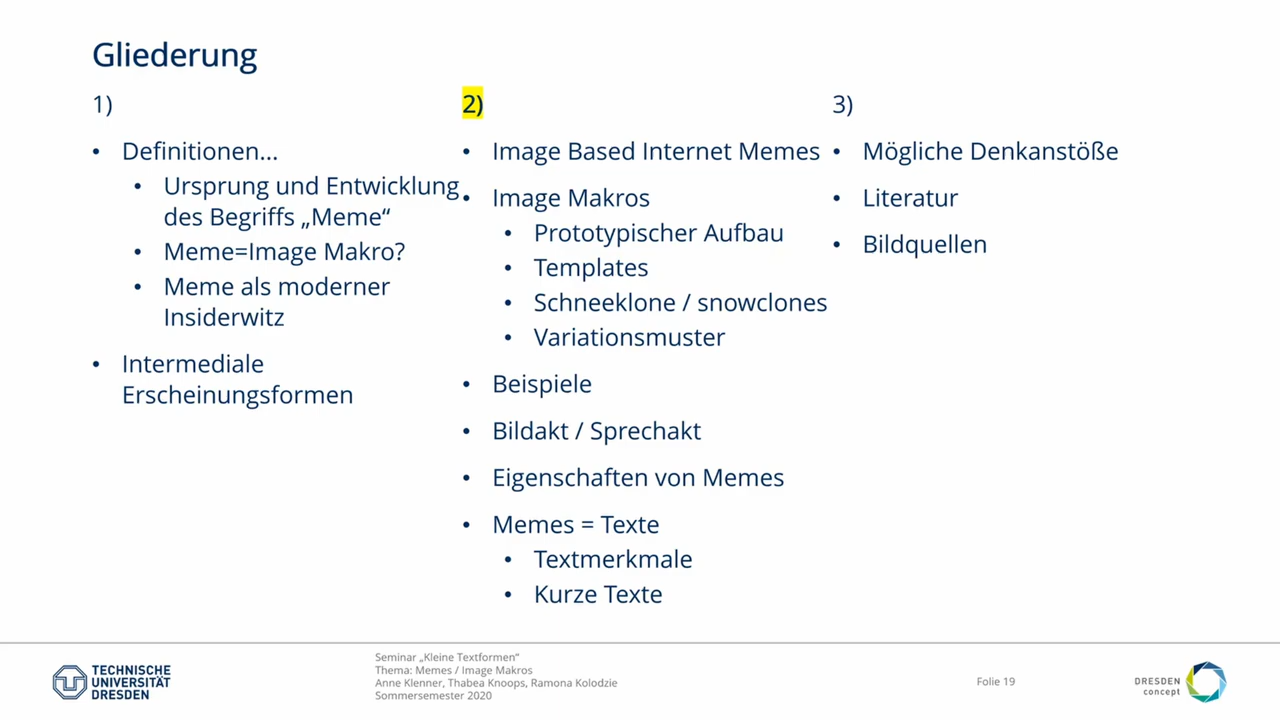 Gliederung
1)
Definitionen...
Ursprung und Entwicklung
des Begriffs „Meme“
Meme=Image Makro?
Meme als moderner
Insiderwitz
Intermediale
Erscheinungsformen
2)
Image Based Internet Memes
Image Makros
Prototypischer Aufbau
Templates
Schneeklone / snowclones
Variationsmuster
Beispiele
Bildakt / Sprechakt
Eigenschaften von Memes
Memes = Texte
Textmerkmale
Kurze Texte
3)
Mögliche Denkanstöße
Literatur
Bildquellen
TECHNISCHE
UNIVERSITÄT
DRESDEN
Seminar „Kleine Textformen“
Thema: Memes / Image Makros
Anne Klenner, Thabea Knoops, Ramona Kolodzie
Sommersemester 2020
Folie 19
DRESDEN
concept